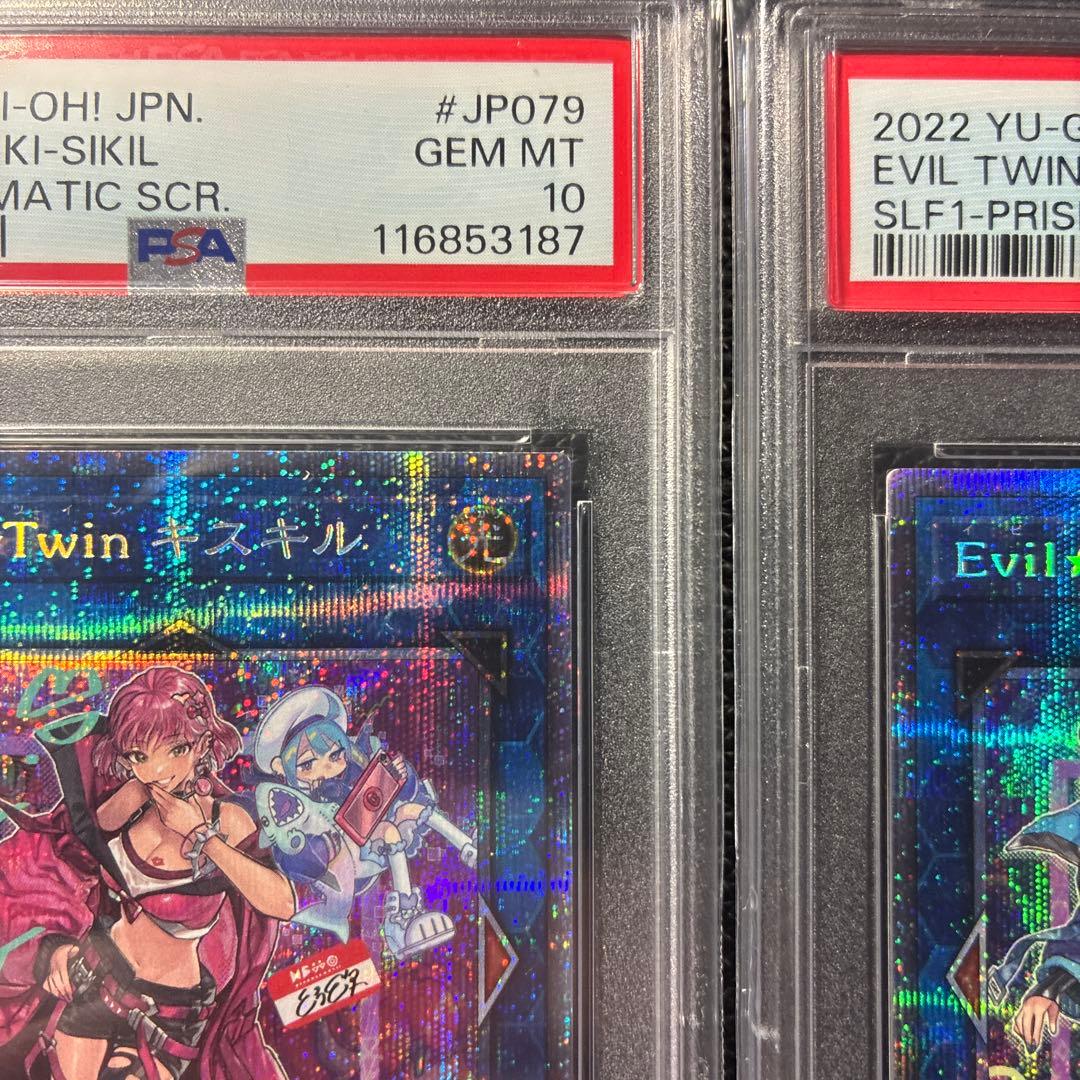 I-OH! JPN.
#JP079
KI-SIKIL
GEM MT
MATIC SCR.
10
PSA
116853187
2022 YU-G
EVIL TWIN
SLF1-PRIS
Twin キスキル
光
Evil★